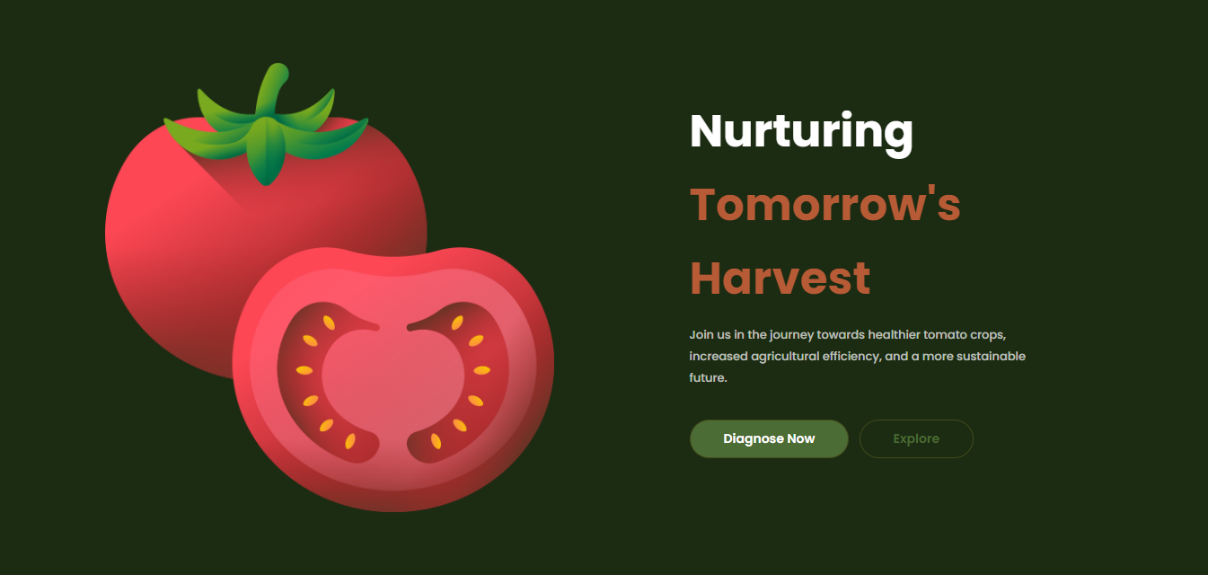 Nurturing
Tomorrow's
Harvest
Join us in the journey towards healthier tomato crops,
increased agricultural efficiency, and a more sustainable
future.
Diagnose Now
Explore